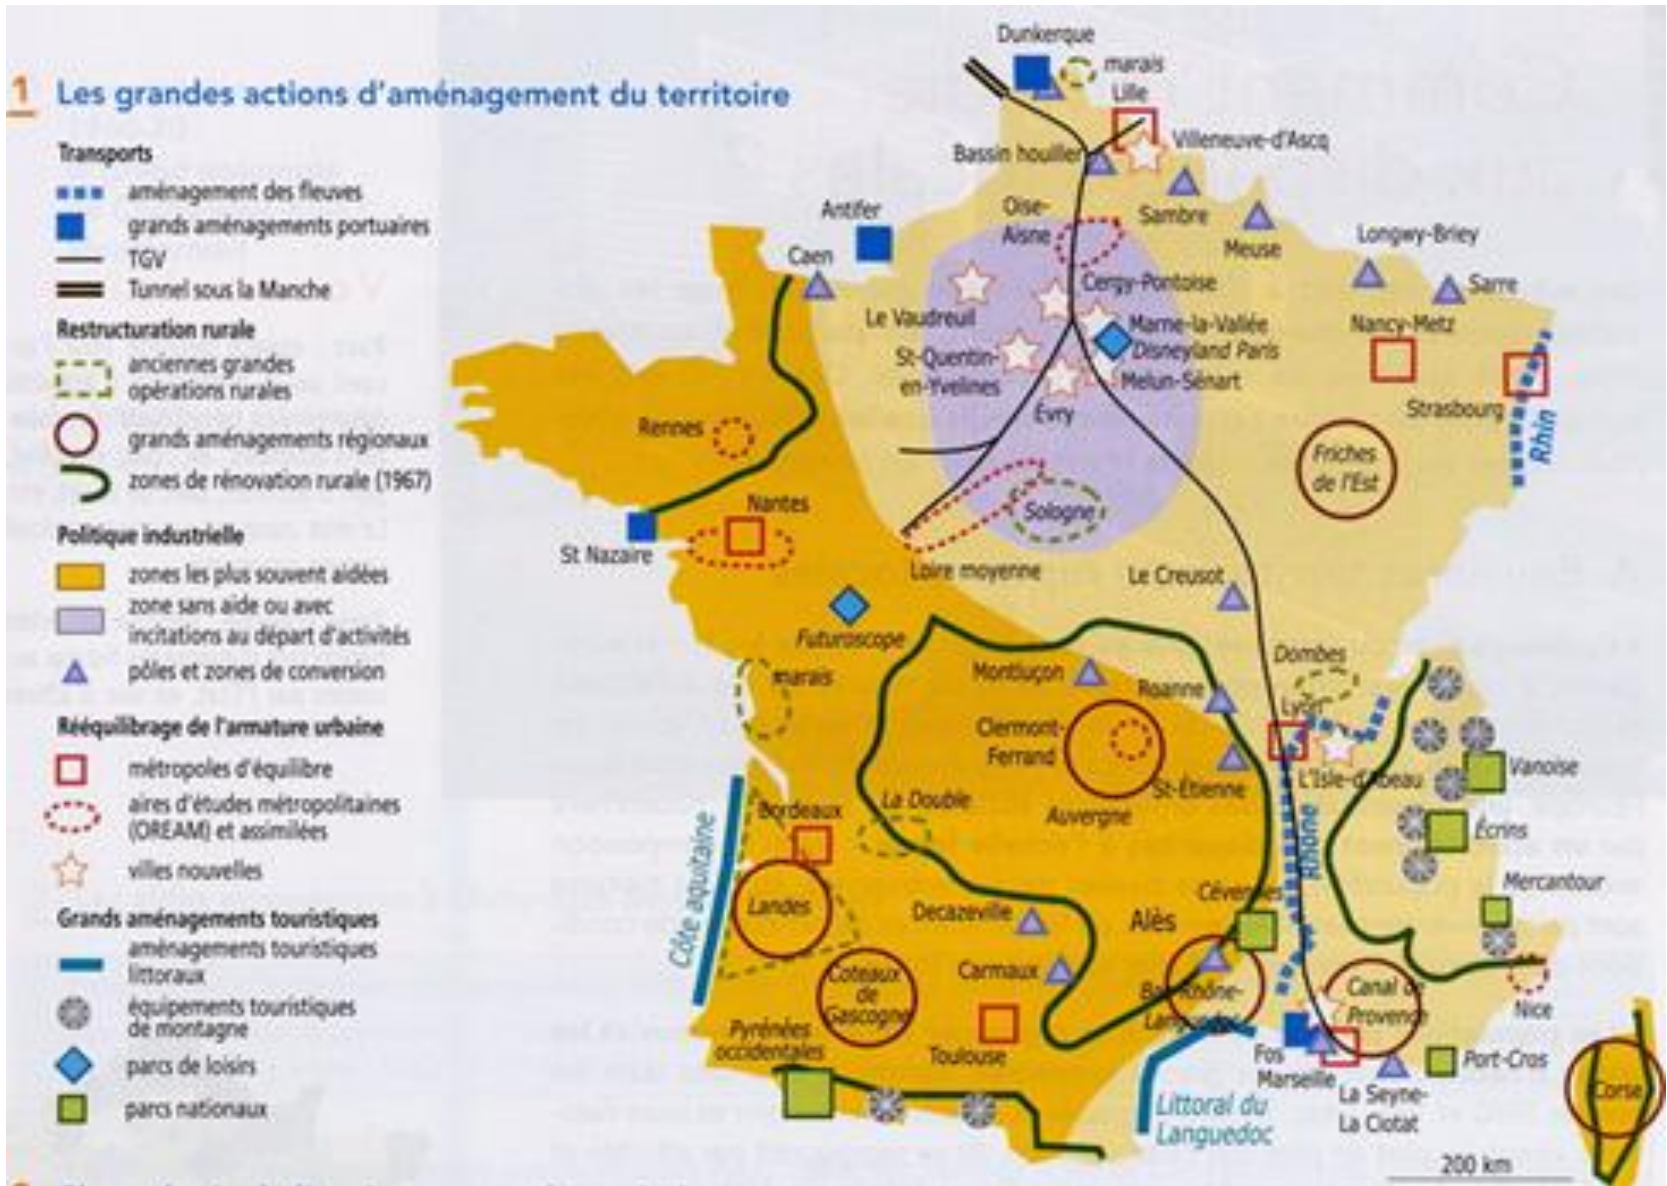 1 Les grandes actions d'aménagement du territoire
Transports
aménagement des fleuves
grands aménagements portuaires
TGV
Tunnel sous la Manche
Restructuration rurale
anciennes grandes
opérations rurales
grands aménagements régionaux
zones de rénovation rurale (1967)
Politique industrielle
zones les plus souvent aidées
zone sans aide ou avec
incitations au départ d'activités
pôles et zones de conversion
Rééquilibrage de l'armature urbaine
métropoles d'équilibre
aires d'études métropolitaines
(OREAM) et assimilées
villes nouvelles
Grands aménagements touristiques
aménagements touristiques
littoraux
équipements touristiques
de montagne
parcs de loisirs
parcs nationaux
Dunkerque
marais
Lille
Villeneuve-d'Ascq
Bassin houiller
Sambre
Meuse
Antifer
Oise-
Aisne
Longwy-Briey
Caen
Sarre
Cergy-Pontoise
Le Vaudreuil
Marne-la-Vallée
Disneyland Paris
Nancy-Metz
St-Quentin-
en-Yvelines
Melun-Sénart
Évry
Strasbourg
Rhin
Rennes
Friches
de l'Est
Nantes
Sologne
St Nazaire
Loire moyenne
Le Creusot
Futuroscope
marais
Montluçon
Roanne
Dombes
Lyon
Clermont-
Ferrand
L'Isle-d'Abeau
Vanoise
St-Étienne
Auvergne
La Double
Bordeaux
Côte aquitaine
Rhône
Écrins
Landes
Decazeville
Cévennes
Alès
Mercantour
Coteaux
de
Gascogne
Carmaux
Bas-Rhône-
Languedoc
Canal de
Provence
Nice
Pyrénées
occidentales
Toulouse
Fos
Marseille
Port-Cros
La Seyne-
La Ciotat
Littoral du
Languedoc
Corse
200 km